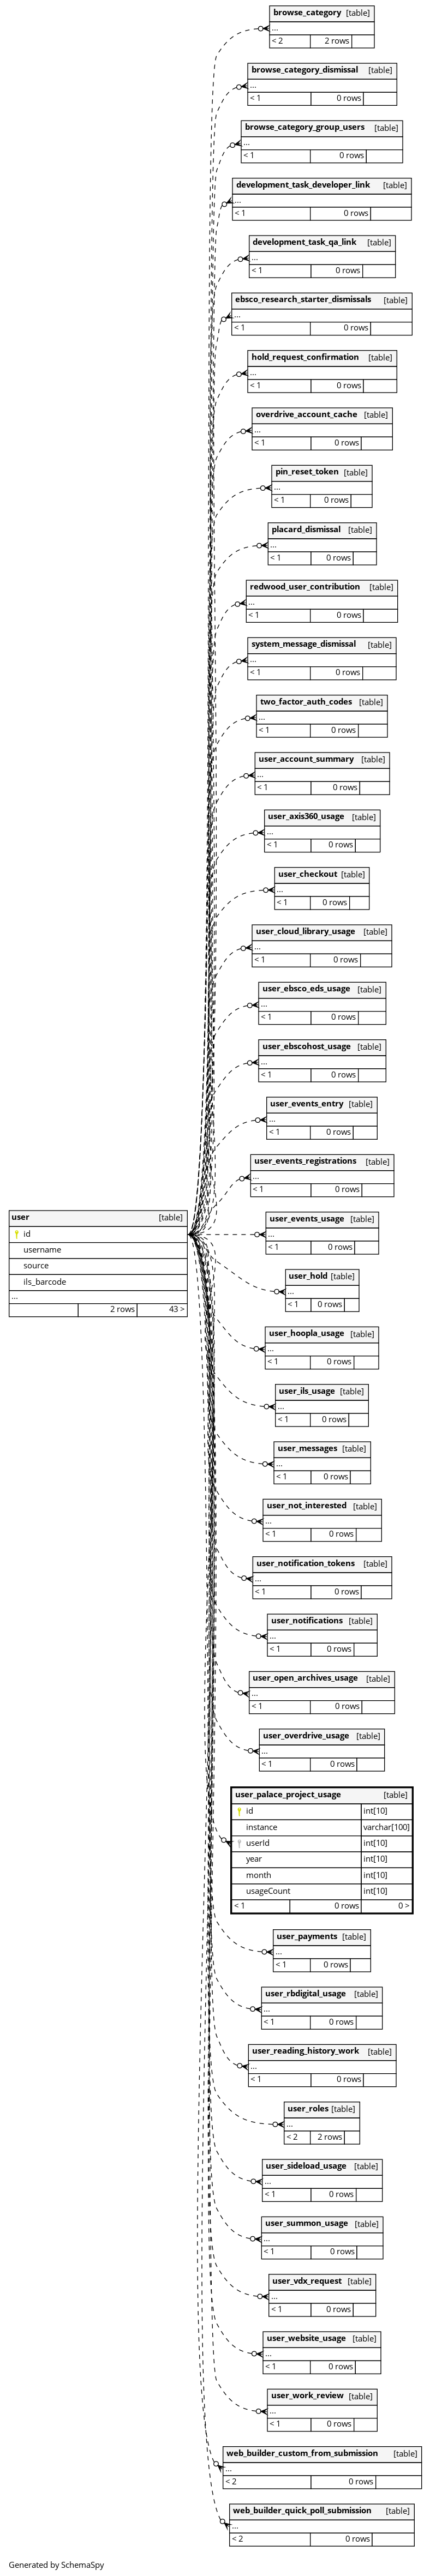 browse_category [table]
...
< 2 2 rows
browse_category_dismissal [table]
...
< 1 0 rows
browse_category_group_users [table]
...
< 1 0 rows
development_task_developer_link [table]
...
< 1 0 rows
development_task_qa_link [table]
...
< 1 0 rows
ebsco_research_starter_dismissals [table]
...
< 1 0 rows
hold_request_confirmation [table]
...
< 1 0 rows
overdrive_account_cache [table]
...
< 1 0 rows
pin_reset_token [table]
...
< 1 0 rows
placard_dismissal [table]
...
< 1 0 rows
redwood_user_contribution [table]
...
< 1 0 rows
system_message_dismissal [table]
...
< 1 0 rows
two_factor_auth_codes [table]
...
< 1 0 rows
user_account_summary [table]
...
< 1 0 rows
user_axis360_usage [table]
...
< 1 0 rows
user_checkout [table]
...
< 1 0 rows
user_cloud_library_usage [table]
...
< 1 0 rows
user_ebsco_eds_usage [table]
...
< 1 0 rows
user_ebscohost_usage [table]
...
< 1 0 rows
user_events_entry [table]
...
< 1 0 rows
user_events_registrations [table]
...
< 1 0 rows
user [table]
id
username
source
ils_barcode
...
2 rows 43 >
user_events_usage [table]
...
< 1 0 rows
user_hold [table]
...
< 1 0 rows
user_hoopla_usage [table]
...
< 1 0 rows
user_ils_usage [table]
...
< 1 0 rows
user_messages [table]
...
< 1 0 rows
user_not_interested [table]
...
< 1 0 rows
user_notification_tokens [table]
...
< 1 0 rows
user_notifications [table]
...
< 1 0 rows
user_open_archives_usage [table]
...
< 1 0 rows
user_overdrive_usage [table]
...
< 1 0 rows
user_palace_project_usage [table]
id int[10]
instance varchar[100]
userId int[10]
year int[10]
month int[10]
usageCount int[10]
< 1 0 rows 0 >
user_payments [table]
...
< 1 0 rows
user_rbdigital_usage [table]
...
< 1 0 rows
user_reading_history_work [table]
...
< 1 0 rows
user_roles [table]
...
< 2 2 rows
user_sideload_usage [table]
...
< 1 0 rows
user_summon_usage [table]
...
< 1 0 rows
user_vdx_request [table]
...
< 1 0 rows
user_website_usage [table]
...
< 1 0 rows
user_work_review [table]
...
< 1 0 rows
web_builder_custom_from_submission [table]
...
< 2 0 rows
web_builder_quick_poll_submission [table]
...
< 2 0 rows
Generated by SchemaSpy